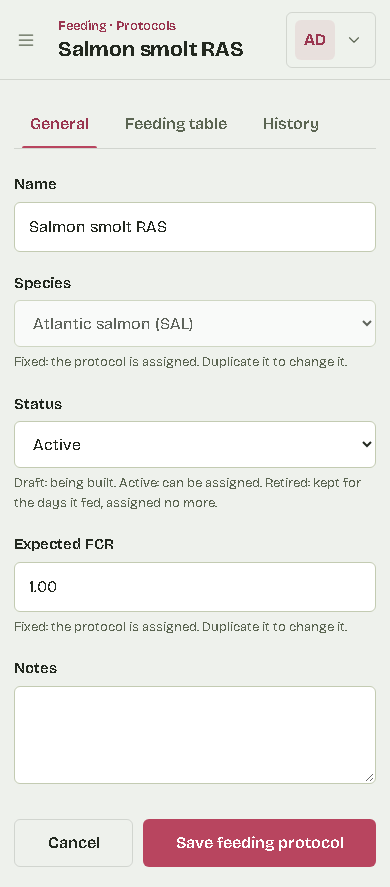 Feeding · Protocols
Salmon smolt RAS
AD
General
Feeding table
History
Name
Salmon smolt RAS
Species
Atlantic salmon (SAL)
Fixed: the protocol is assigned. Duplicate it to change it.
Status
Active
Draft: being built. Active: can be assigned. Retired: kept for
the days it fed, assigned no more.
Expected FCR
1.00
Fixed: the protocol is assigned. Duplicate it to change it.
Notes
Cancel
Save feeding protocol